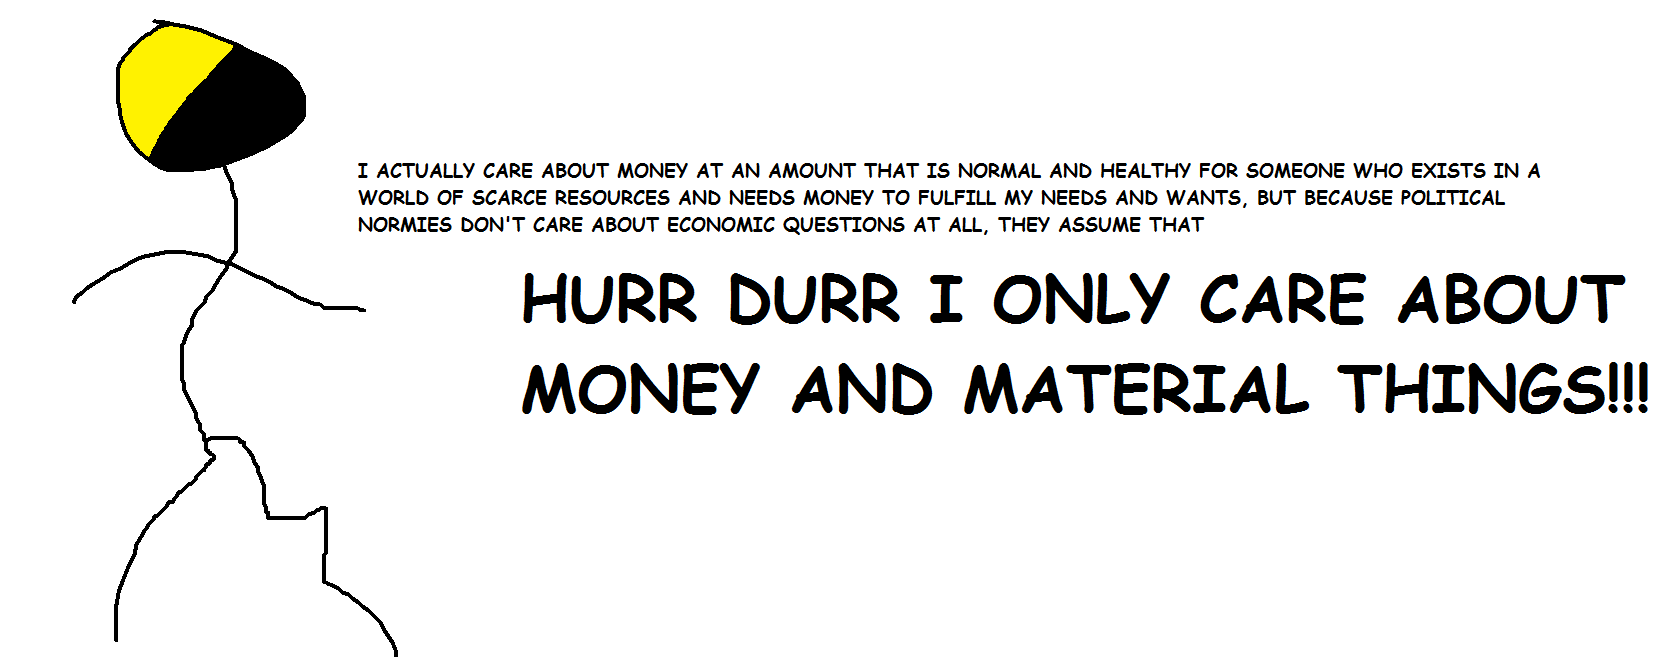 I ACTUALLY CARE ABOUT MONEY AT AN AMOUNT THAT IS NORMAL AND HEALTHY FOR SOMEONE WHO EXISTS IN A
WORLD OF SCARCE RESOURCES AND NEEDS MONEY TO FULFILL MY NEEDS AND WANTS, BUT BECAUSE POLITICAL
NORMIES DON'T CARE ABOUT ECONOMIC QUESTIONS AT ALL, THEY ASSUME THAT
HURR DURR I ONLY CARE ABOUT
MONEY AND MATERIAL THINGS!!!